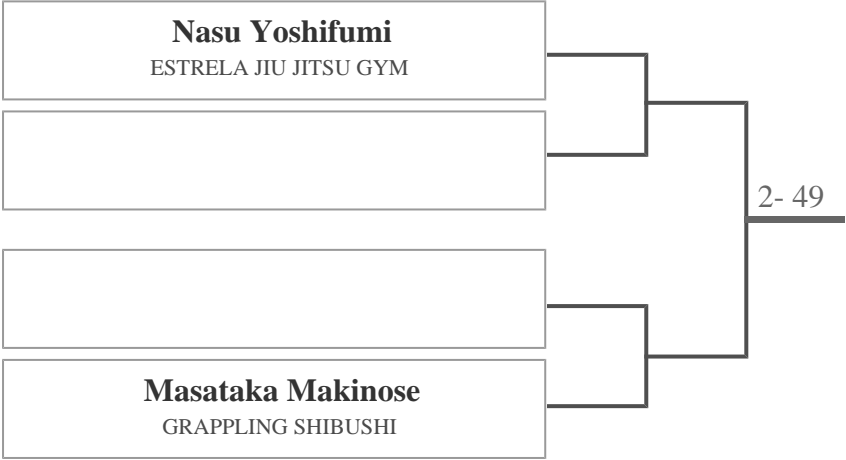 Nasu Yoshifumi
ESTRELA JIU JITSU GYM
2- 49
Masataka Makinose
GRAPPLING SHIBUSHI